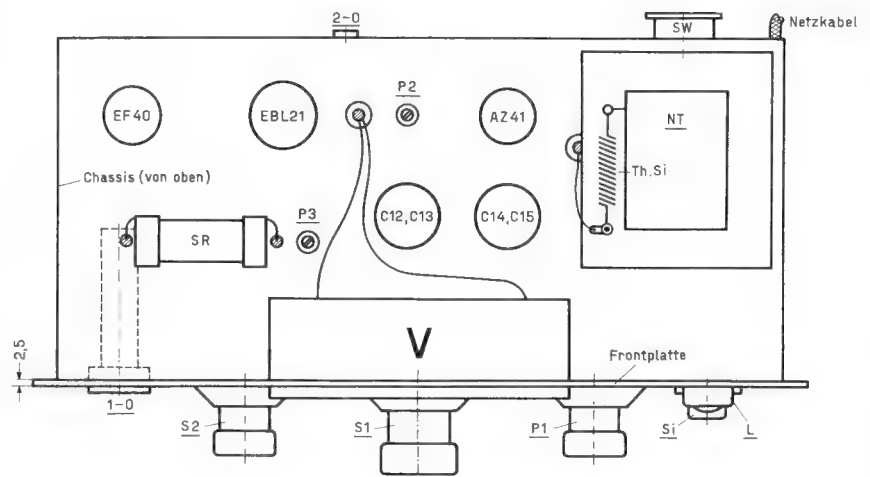 2-0
SW
Netzkabel
EF40
EBL21
P2
AZ41
NT
Th.Si
Chassis (von oben)
C12,C13
C14,C15
P3
SR
V
2,5
Frontplatte
1-0
S2
S1
P1
Si
L